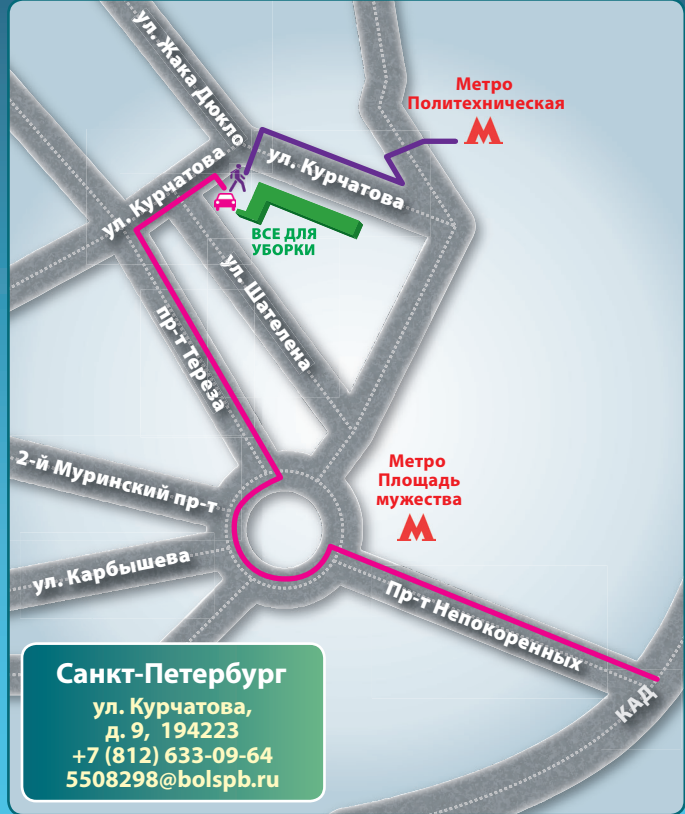 ул. Жака Дюкло
Метро
Политехническая
ул. Курчатова
ул. Курчатова
ВСЕ ДЛЯ
УБОРКИ
ул. Шателена
пр-т Тереза
2-й Муринский пр-т
Метро
Площадь
мужества
ул. Карбышева
Пр-т Непокоренных
КАД
Санкт-Петербург
ул. Курчатова,
д. 9, 194223
+7 (812) 633-09-64
5508298@bolspb.ru